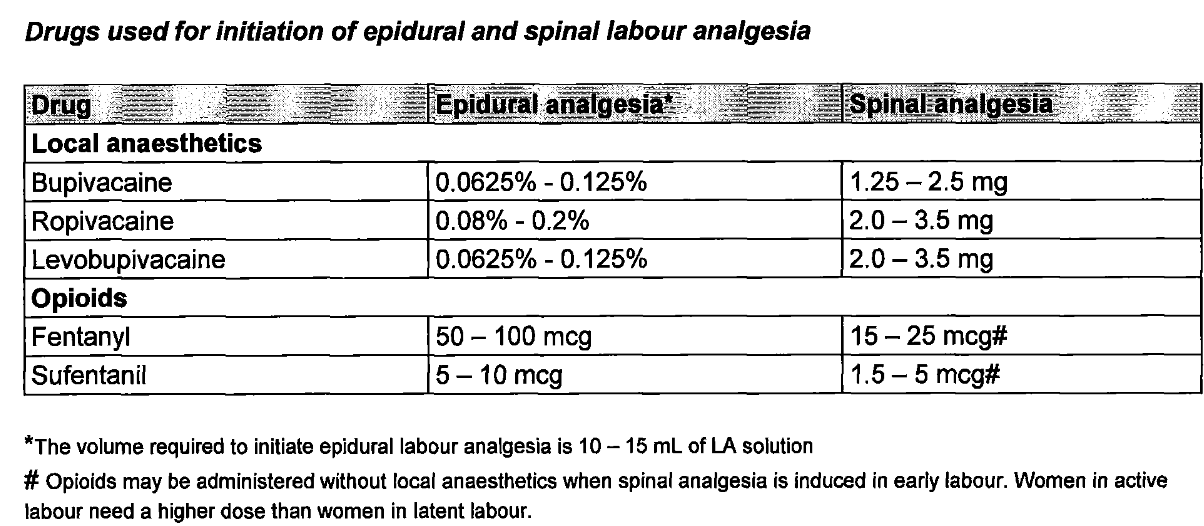 Drugs used for initiation of epidural and spinal labour analgesia
Drug Epidural analgesia* Spinal analgesia
Local anaesthetics
Bupivacaine 0.0625% - 0.125% 1.25 – 2.5 mg
Ropivacaine 0.08% - 0.2% 2.0 – 3.5 mg
Levobupivacaine 0.0625% - 0.125% 2.0 – 3.5 mg
Opioids
Fentanyl 50 – 100 mcg 15 – 25 mcg#
Sufentanil 5 – 10 mcg 1.5 – 5 mcg#
*The volume required to initiate epidural labour analgesia is 10 – 15 mL of LA solution
# Opioids may be administered without local anaesthetics when spinal analgesia is induced in early labour. Women in active
labour need a higher dose than women in latent labour.